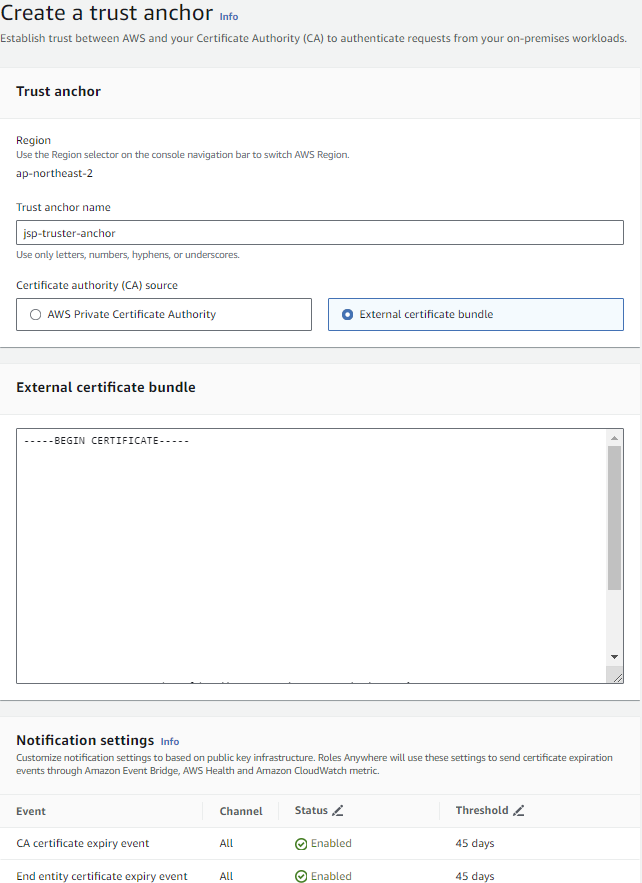 Create a trust anchor Info
Establish trust between AWS and your Certificate Authority (CA) to authenticate requests from your on-premises workloads.
Trust anchor
Region
Use the Region selector on the console navigation bar to switch AWS Region.
ap-northeast-2
Trust anchor name
jsp-truster-anchor
Use only letters, numbers, hyphens, or underscores.
Certificate authority (CA) source
AWS Private Certificate Authority
External certificate bundle
External certificate bundle
-----BEGIN CERTIFICATE-----
Notification settings Info
Customize notification settings to based on public key infrastructure. Roles Anywhere will use these settings to send certificate expiration
events through Amazon Event Bridge, AWS Health and Amazon CloudWatch metric.
Event Channel Status Threshold
CA certificate expiry event All Enabled 45 days
End entity certificate expiry event All Enabled 45 days